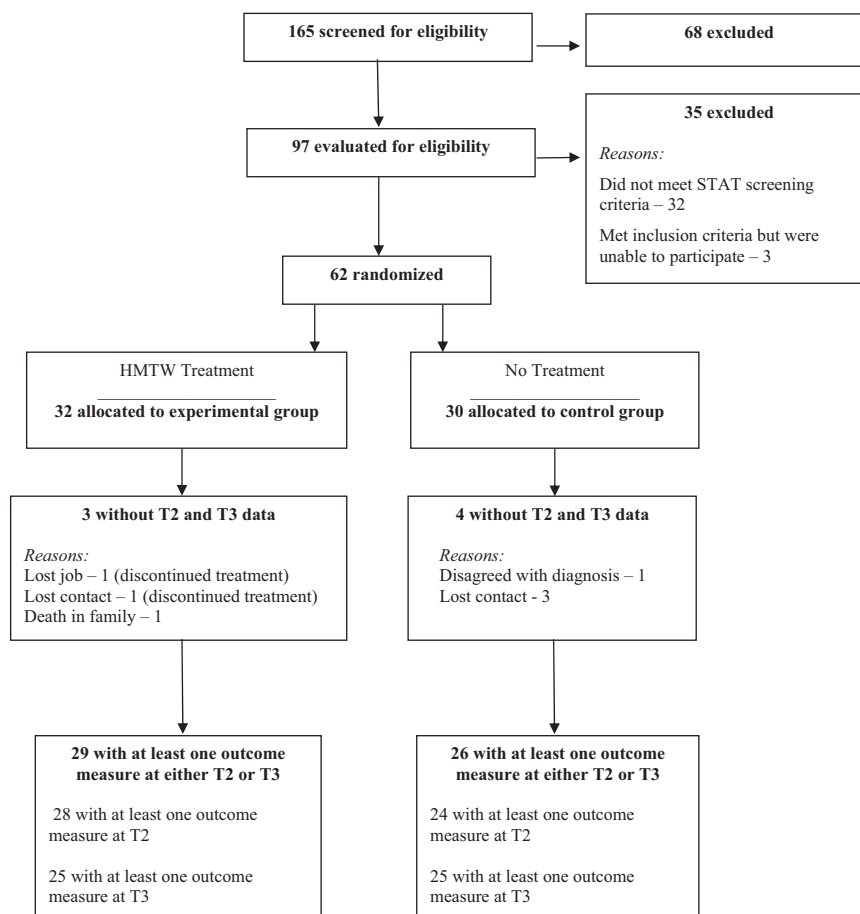 165 screened for eligibility
68 excluded
35 excluded
Reasons:
Did not meet STAT screening
criteria – 32
Met inclusion criteria but were
unable to participate – 3
97 evaluated for eligibility
62 randomized
HMTW Treatment
32 allocated to experimental group
No Treatment
30 allocated to control group
3 without T2 and T3 data
Reasons:
Lost job – 1 (discontinued treatment)
Lost contact – 1 (discontinued treatment)
Death in family – 1
4 without T2 and T3 data
Reasons:
Disagreed with diagnosis – 1
Lost contact - 3
29 with at least one outcome
measure at either T2 or T3
28 with at least one outcome
measure at T2
25 with at least one outcome
measure at T3
26 with at least one outcome
measure at either T2 or T3
24 with at least one outcome
measure at T2
25 with at least one outcome
measure at T3